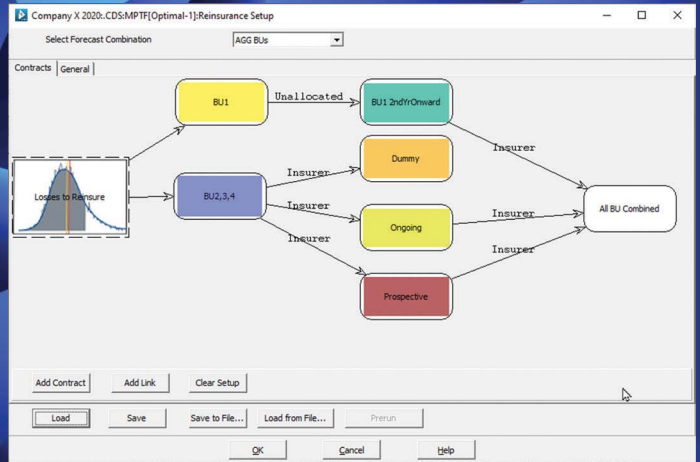 Company X 2020:.CDS:MPTF[Optimal-1]:Reinsurance Setup
Select Forecast Combination
AGG BUs
Contracts
General
BU1
Unallocated
BU1 2ndYrOnward
Insurer
Dummy
Insurer
Losses to Reinsure
BU2,3,4
Insurer
Ongoing
Insurer
All BU Combined
Insurer
Insurer
Prospective
Add Contract
Add Link
Clear Setup
Load
Save
Save to File...
Load from File...
Prerun
OK
Cancel
Help